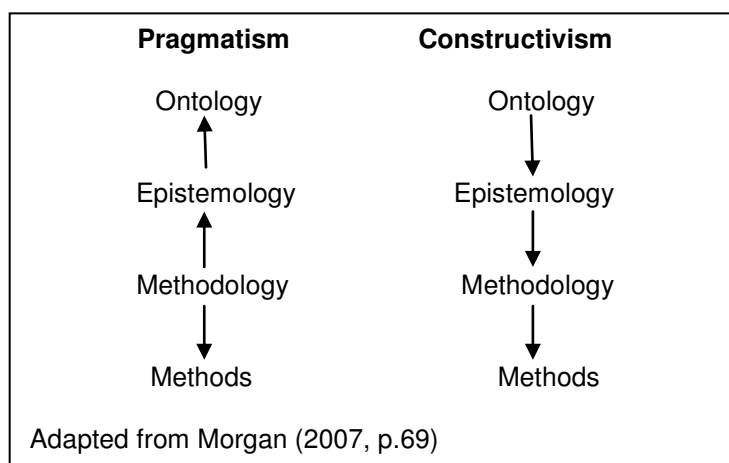 Pragmatism Constructivism
Ontology Ontology
Epistemology Epistemology
Methodology Methodology
Methods Methods
Adapted from Morgan (2007, p.69)